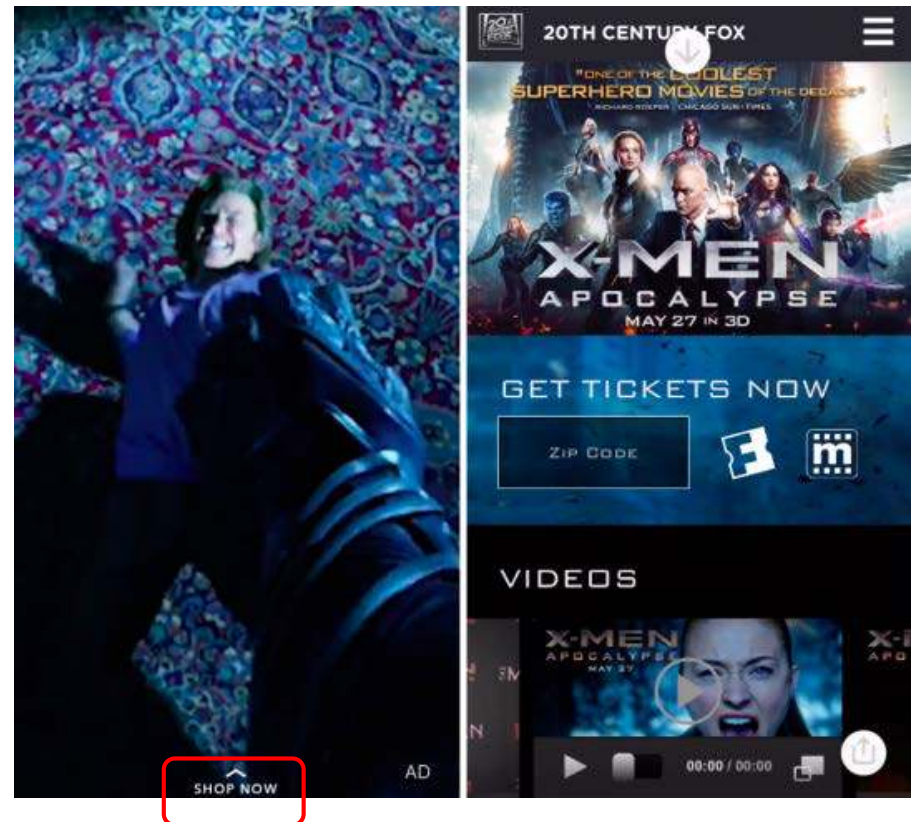 SHOP NOW
AD
20TH CENTURY FOX
"ONE OF THE COOLEST
SUPERHERO MOVIES OF THE DECADE"
RICHARD ROEPER - CHICAGO SUN-TIMES
X-MEN
APOCALYPSE
MAY 27 IN 3D
GET TICKETS NOW
ZIP CODE
F
m
VIDEOS
X-MEN
APOCALYPSE
MAY 27
00:00 / 00:00